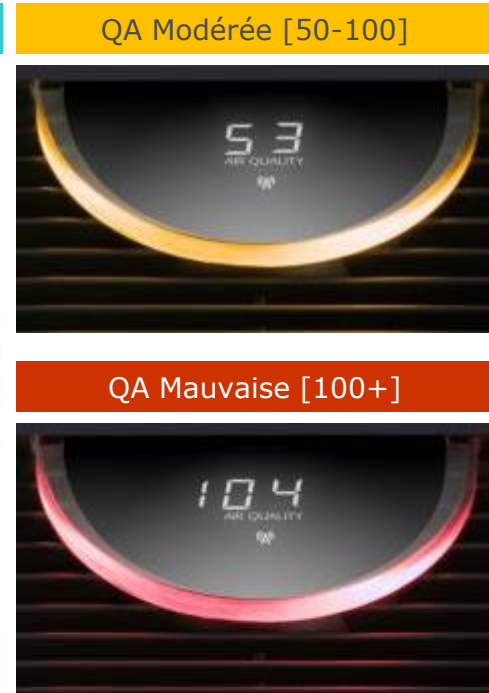 QA Modérée [50-100]
53
AIR QUALITY
QA Mauvaise [100+]
104
AIR QUALITY